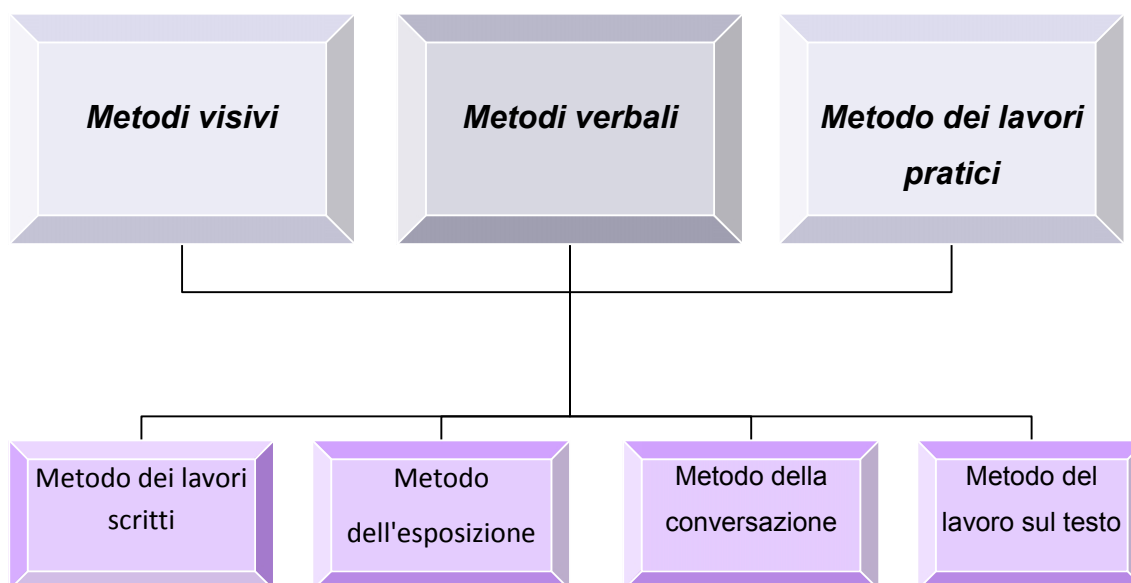 Metodi visivi
Metodi verbali
Metodo dei lavori
pratici
Metodo dei lavori
scritti
Metodo
dell'esposizione
Metodo della
conversazione
Metodo del
lavoro sul testo